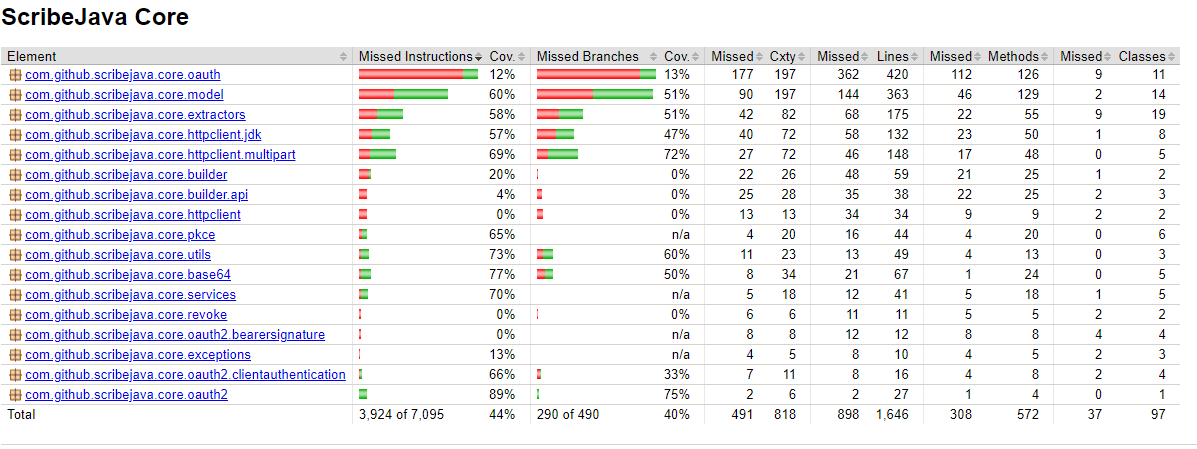 ScribeJava Core
Element Missed Instructions Cov. Missed Branches Cov. Missed Cxty Missed Lines Missed Methods Missed Classes
com.github.scribejava.core.oauth 12% 13% 177 197 362 420 112 126 9 11
com.github.scribejava.core.model 60% 51% 90 197 144 363 46 129 2 14
com.github.scribejava.core.extractors 58% 51% 42 82 68 175 22 55 9 19
com.github.scribejava.core.httpclient.jdk 57% 47% 40 72 58 132 23 50 1 8
com.github.scribejava.core.httpclient.multipart 69% 72% 27 72 46 148 17 48 0 5
com.github.scribejava.core.builder 20% 0% 22 26 48 59 21 25 1 2
com.github.scribejava.core.builder.api 4% 0% 25 28 35 38 22 25 2 3
com.github.scribejava.core.httpclient 0% 0% 13 13 34 34 9 9 2 2
com.github.scribejava.core.pkce 65% n/a 4 20 16 44 4 20 0 6
com.github.scribejava.core.utils 73% 60% 11 23 13 49 4 13 0 3
com.github.scribejava.core.base64 77% 50% 8 34 21 67 1 24 0 5
com.github.scribejava.core.services 70% n/a 5 18 12 41 5 18 1 5
com.github.scribejava.core.revoke 0% 0% 6 6 11 11 5 5 2 2
com.github.scribejava.core.oauth2.bearersignature 0% n/a 8 8 12 12 8 8 4 4
com.github.scribejava.core.exceptions 13% n/a 4 5 8 10 4 5 2 3
com.github.scribejava.core.oauth2.clientauthentication 66% 33% 7 11 8 16 4 8 2 4
com.github.scribejava.core.oauth2 89% 75% 2 6 2 27 1 4 0 1
Total 3,924 of 7,095 44% 290 of 490 40% 491 818 898 1,646 308 572 37 97